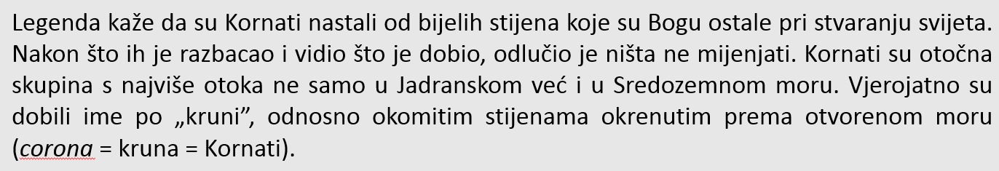 Legenda kaže da su Kornati nastali od bijelih stijena koje su Bogu ostale pri stvaranju svijeta.
Nakon što ih je razbacao i vidio što je dobio, odlučio je ništa ne mijenjati. Kornati su otočna
skupina s najviše otoka ne samo u Jadranskom već i u Sredozemnom moru. Vjerojatno su
dobili ime po „kruni”, odnosno okomitim stijenama okrenutim prema otvorenom moru
(corona = kruna = Kornati).